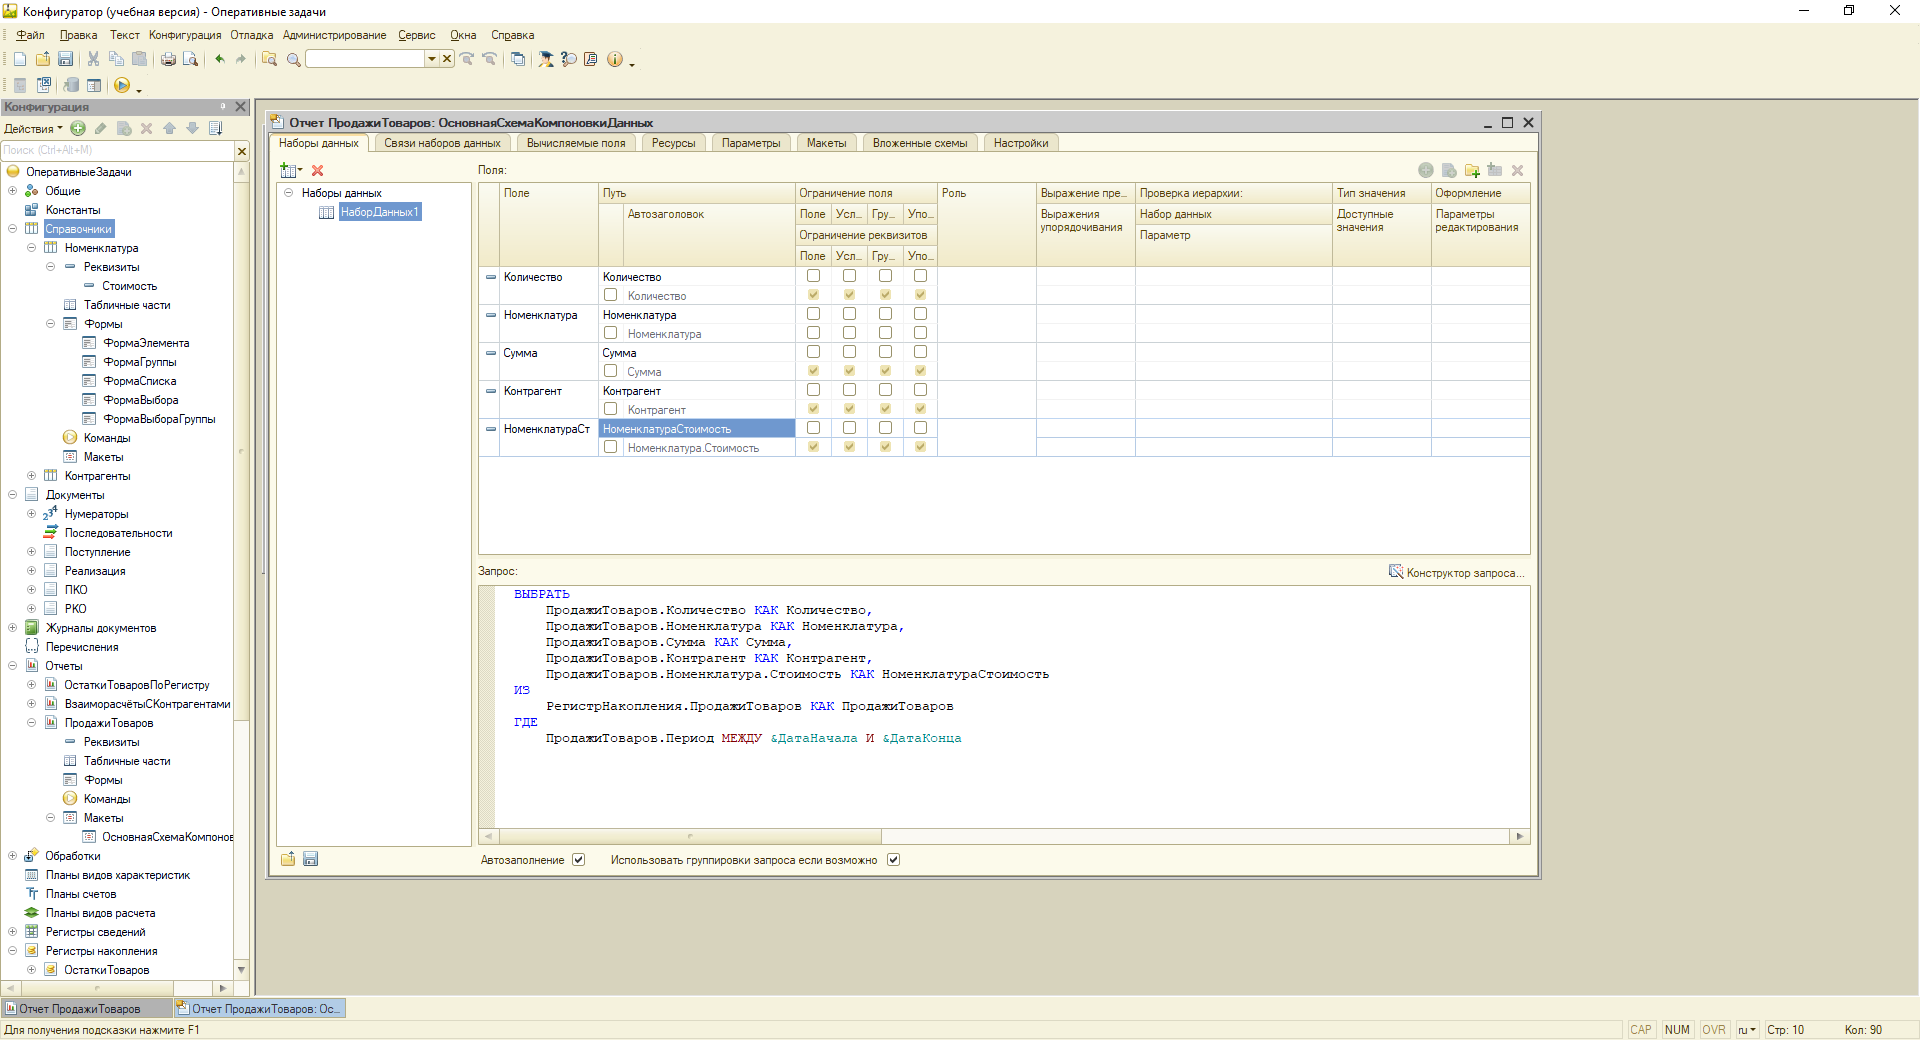 Конфигуратор (учебная версия) - Оперативные задачи
Файл Правка Текст Конфигурация Отладка Администрирование Сервис Окна Справка
Конфигурация
Действия
Поиск (Ctrl+Alt+M)
ОперативныеЗадачи
Общие
Константы
Справочники
Номенклатура
Реквизиты
Стоимость
Табличные части
Формы
ФормаЭлемента
ФормаГруппы
ФормаСписка
ФормаВыбора
ФормаВыбораГруппы
Команды
Макеты
Контрагенты
Документы
Нумераторы
Последовательности
Поступление
Реализация
ПКО
РКО
Журналы документов
Перечисления
Отчеты
ОстаткиТоваровПоРегистру
ВзаиморасчётыСКонтрагентами
ПродажиТоваров
Реквизиты
Табличные части
Формы
Команды
Макеты
ОсновнаяСхемаКомпонов
Обработки
Планы видов характеристик
Планы счетов
Планы видов расчета
Регистры сведений
Регистры накопления
ОстаткиТоваров
Отчет ПродажиТоваров: ОсновнаяСхемаКомпоновкиДанных
Наборы данных Связи наборов данных Вычисляемые поля Ресурсы Параметры Макеты Вложенные схемы Настройки
Наборы данных
НаборДанных1
Поля:
Поле Путь Ограничение поля Роль Выражение пре... Проверка иерархии: Тип значения Оформление
Автозаголовок Поле Усл... Гру... Упо... Выражения упорядочивания Набор данных Доступные значения Параметры редактирования
Ограничение реквизитов Параметр
Поле Усл... Гру... Упо...
Количество Количество
Количество
Номенклатура Номенклатура
Номенклатура
Сумма Сумма
Сумма
Контрагент Контрагент
Контрагент
НоменклатураСт НоменклатураСтоимость
Номенклатура.Стоимость
Запрос: Конструктор запроса...
ВЫБРАТЬ
ПродажиТоваров.Количество КАК Количество,
ПродажиТоваров.Номенклатура КАК Номенклатура,
ПродажиТоваров.Сумма КАК Сумма,
ПродажиТоваров.Контрагент КАК Контрагент,
ПродажиТоваров.Номенклатура.Стоимость КАК НоменклатураСтоимость
ИЗ
РегистрНакопления.ПродажиТоваров КАК ПродажиТоваров
ГДЕ
ПродажиТоваров.Период МЕЖДУ &ДатаНачала И &ДатаКонца
Автозаполнение Использовать группировки запроса если возможно
Отчет ПродажиТоваров Отчет ПродажиТоваров: Ос...
Для получения подсказки нажмите F1 CAP NUM OVR ru Стр: 10 Кол: 90